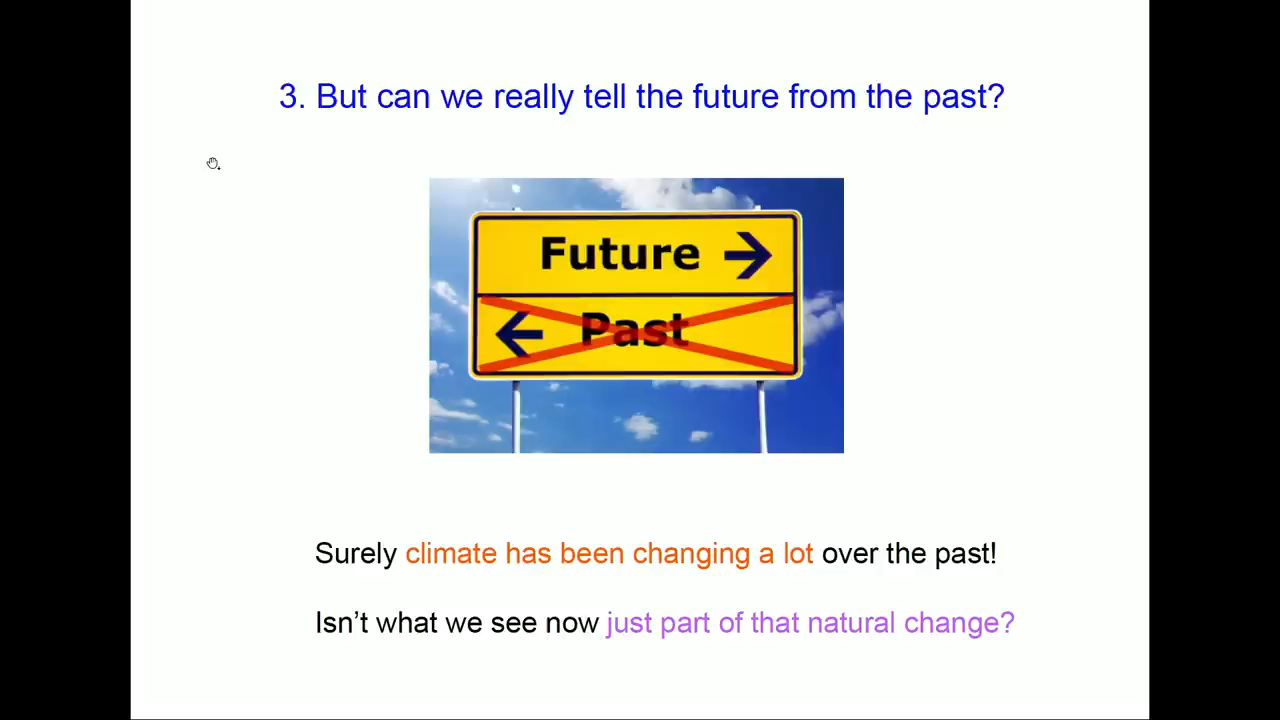 3. But can we really tell the future from the past?
Future →
← Past
Surely climate has been changing a lot over the past!
Isn’t what we see now just part of that natural change?